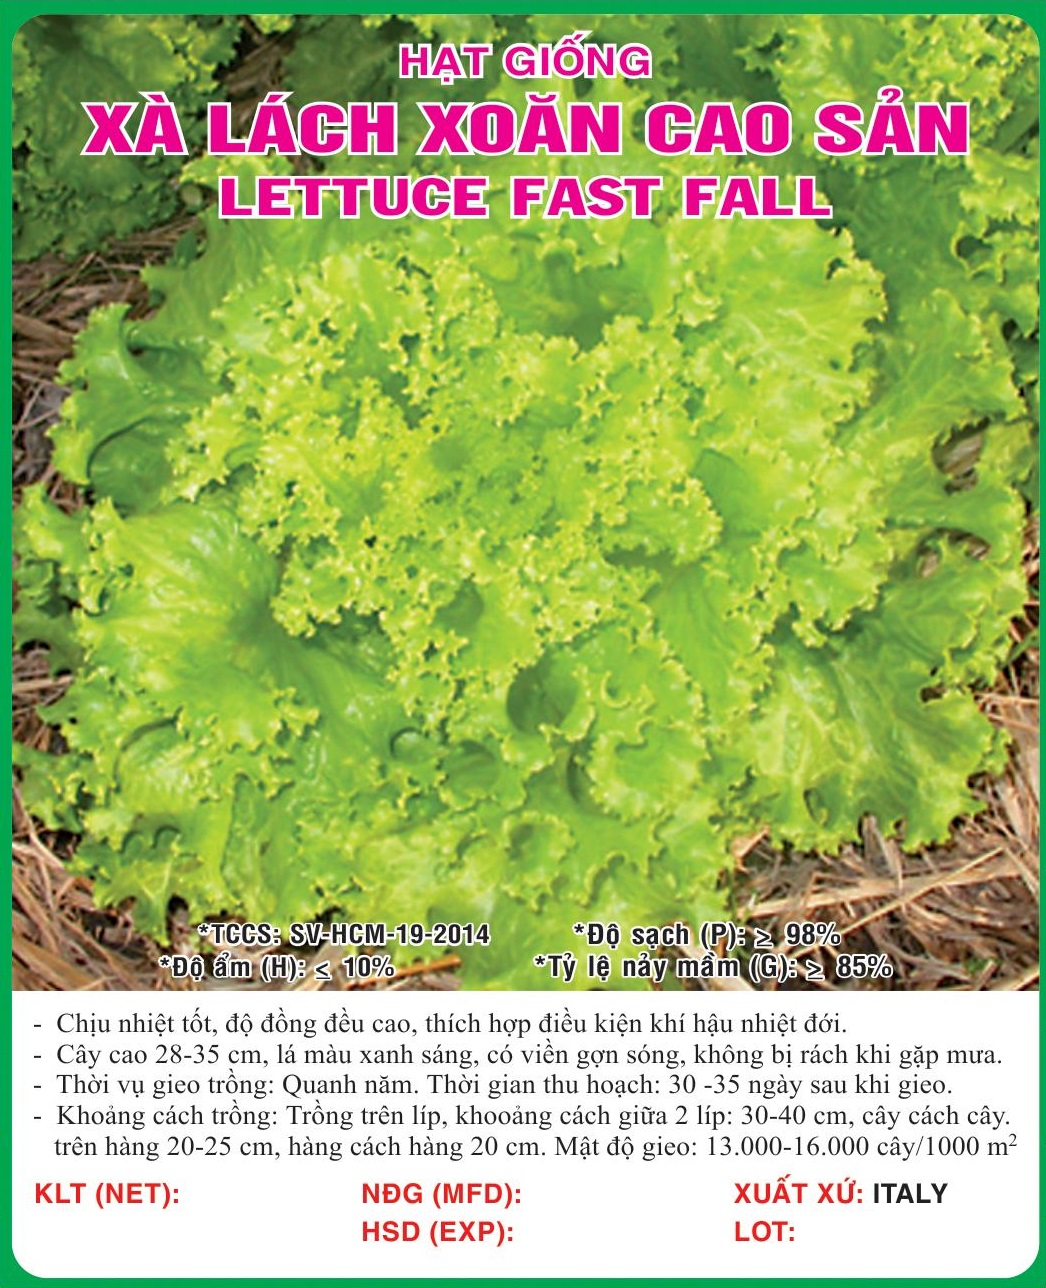 HẠT GIỐNG
XÀ LÁCH XOĂN CAO SẢN
LETTUCE FAST FALL
*TCCS: SV-HCM-19-2014 *Độ sạch (P): ≥ 98%
*Độ ẩm (H): ≤ 10% *Tỷ lệ nảy mầm (G): ≥ 85%
- Chịu nhiệt tốt, độ đồng đều cao, thích hợp điều kiện khí hậu nhiệt đới.
- Cây cao 28-35 cm, lá màu xanh sáng, có viền gợn sóng, không bị rách khi gặp mưa.
- Thời vụ gieo trồng: Quanh năm. Thời gian thu hoạch: 30 -35 ngày sau khi gieo.
- Khoảng cách trồng: Trồng trên líp, khooảng cách giữa 2 líp: 30-40 cm, cây cách cây.
trên hàng 20-25 cm, hàng cách hàng 20 cm. Mật độ gieo: 13.000-16.000 cây/1000 m²
KLT (NET): NĐG (MFD): XUẤT XỨ: ITALY
HSD (EXP): LOT: